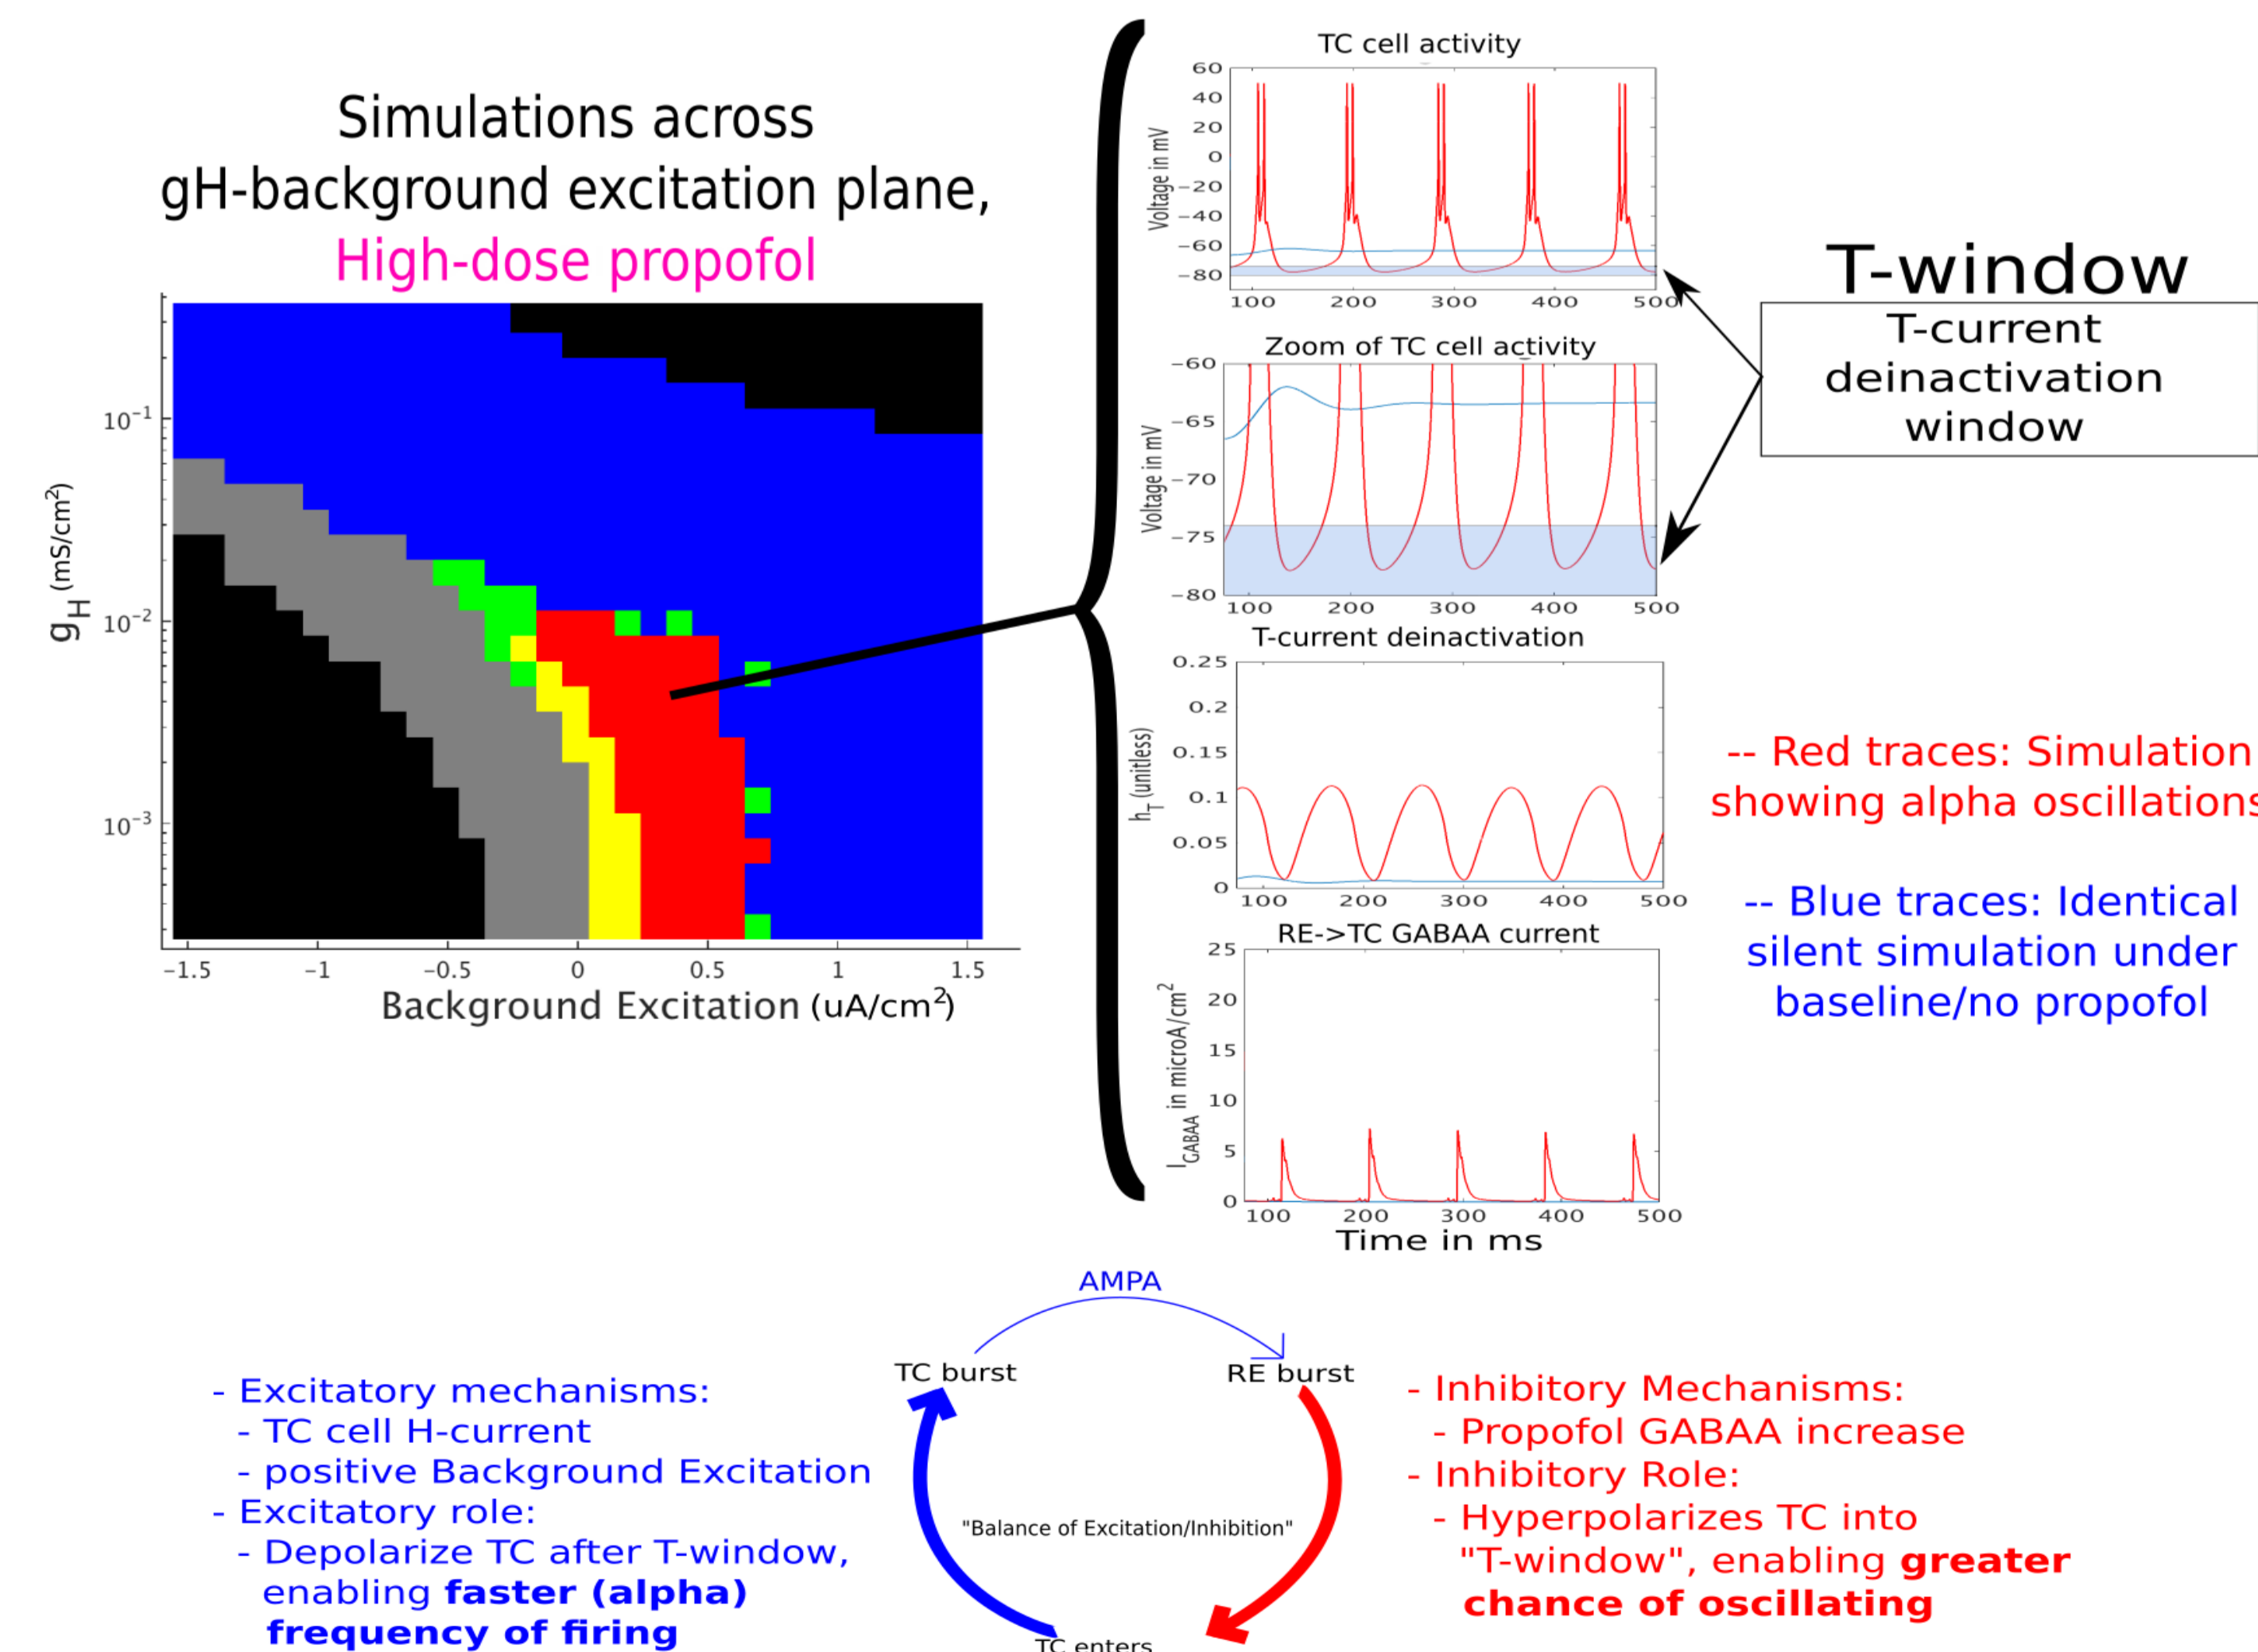 Simulations across
gH-background excitation plane,
High-dose propofol
10⁻¹
10⁻²
10⁻³
gH (mS/cm²)
−1.5 −1 −0.5 0 0.5 1 1.5
Background Excitation (uA/cm²)
TC cell activity
60
40
20
0
−20
−40
−60
−80
Voltage in mV
100 200 300 400 500
Zoom of TC cell activity
−60
−65
−70
−75
−80
Voltage in mV
100 200 300 400 500
T-current deinactivation
0.25
0.2
0.15
0.1
0.05
0
hT (unitless)
100 200 300 400 500
RE->TC GABAA current
25
20
15
10
5
0
IGABAA in microA/cm²
100 200 300 400 500
Time in ms
T-window
T-current
deinactivation
window
-- Red traces: Simulation
showing alpha oscillations
-- Blue traces: Identical
silent simulation under
baseline/no propofol
AMPA
TC burst
RE burst
"Balance of Excitation/Inhibition"
TC enters
- Excitatory mechanisms:
- TC cell H-current
- positive Background Excitation
- Excitatory role:
- Depolarize TC after T-window,
enabling faster (alpha)
frequency of firing
- Inhibitory Mechanisms:
- Propofol GABAA increase
- Inhibitory Role:
- Hyperpolarizes TC into
"T-window", enabling greater
chance of oscillating